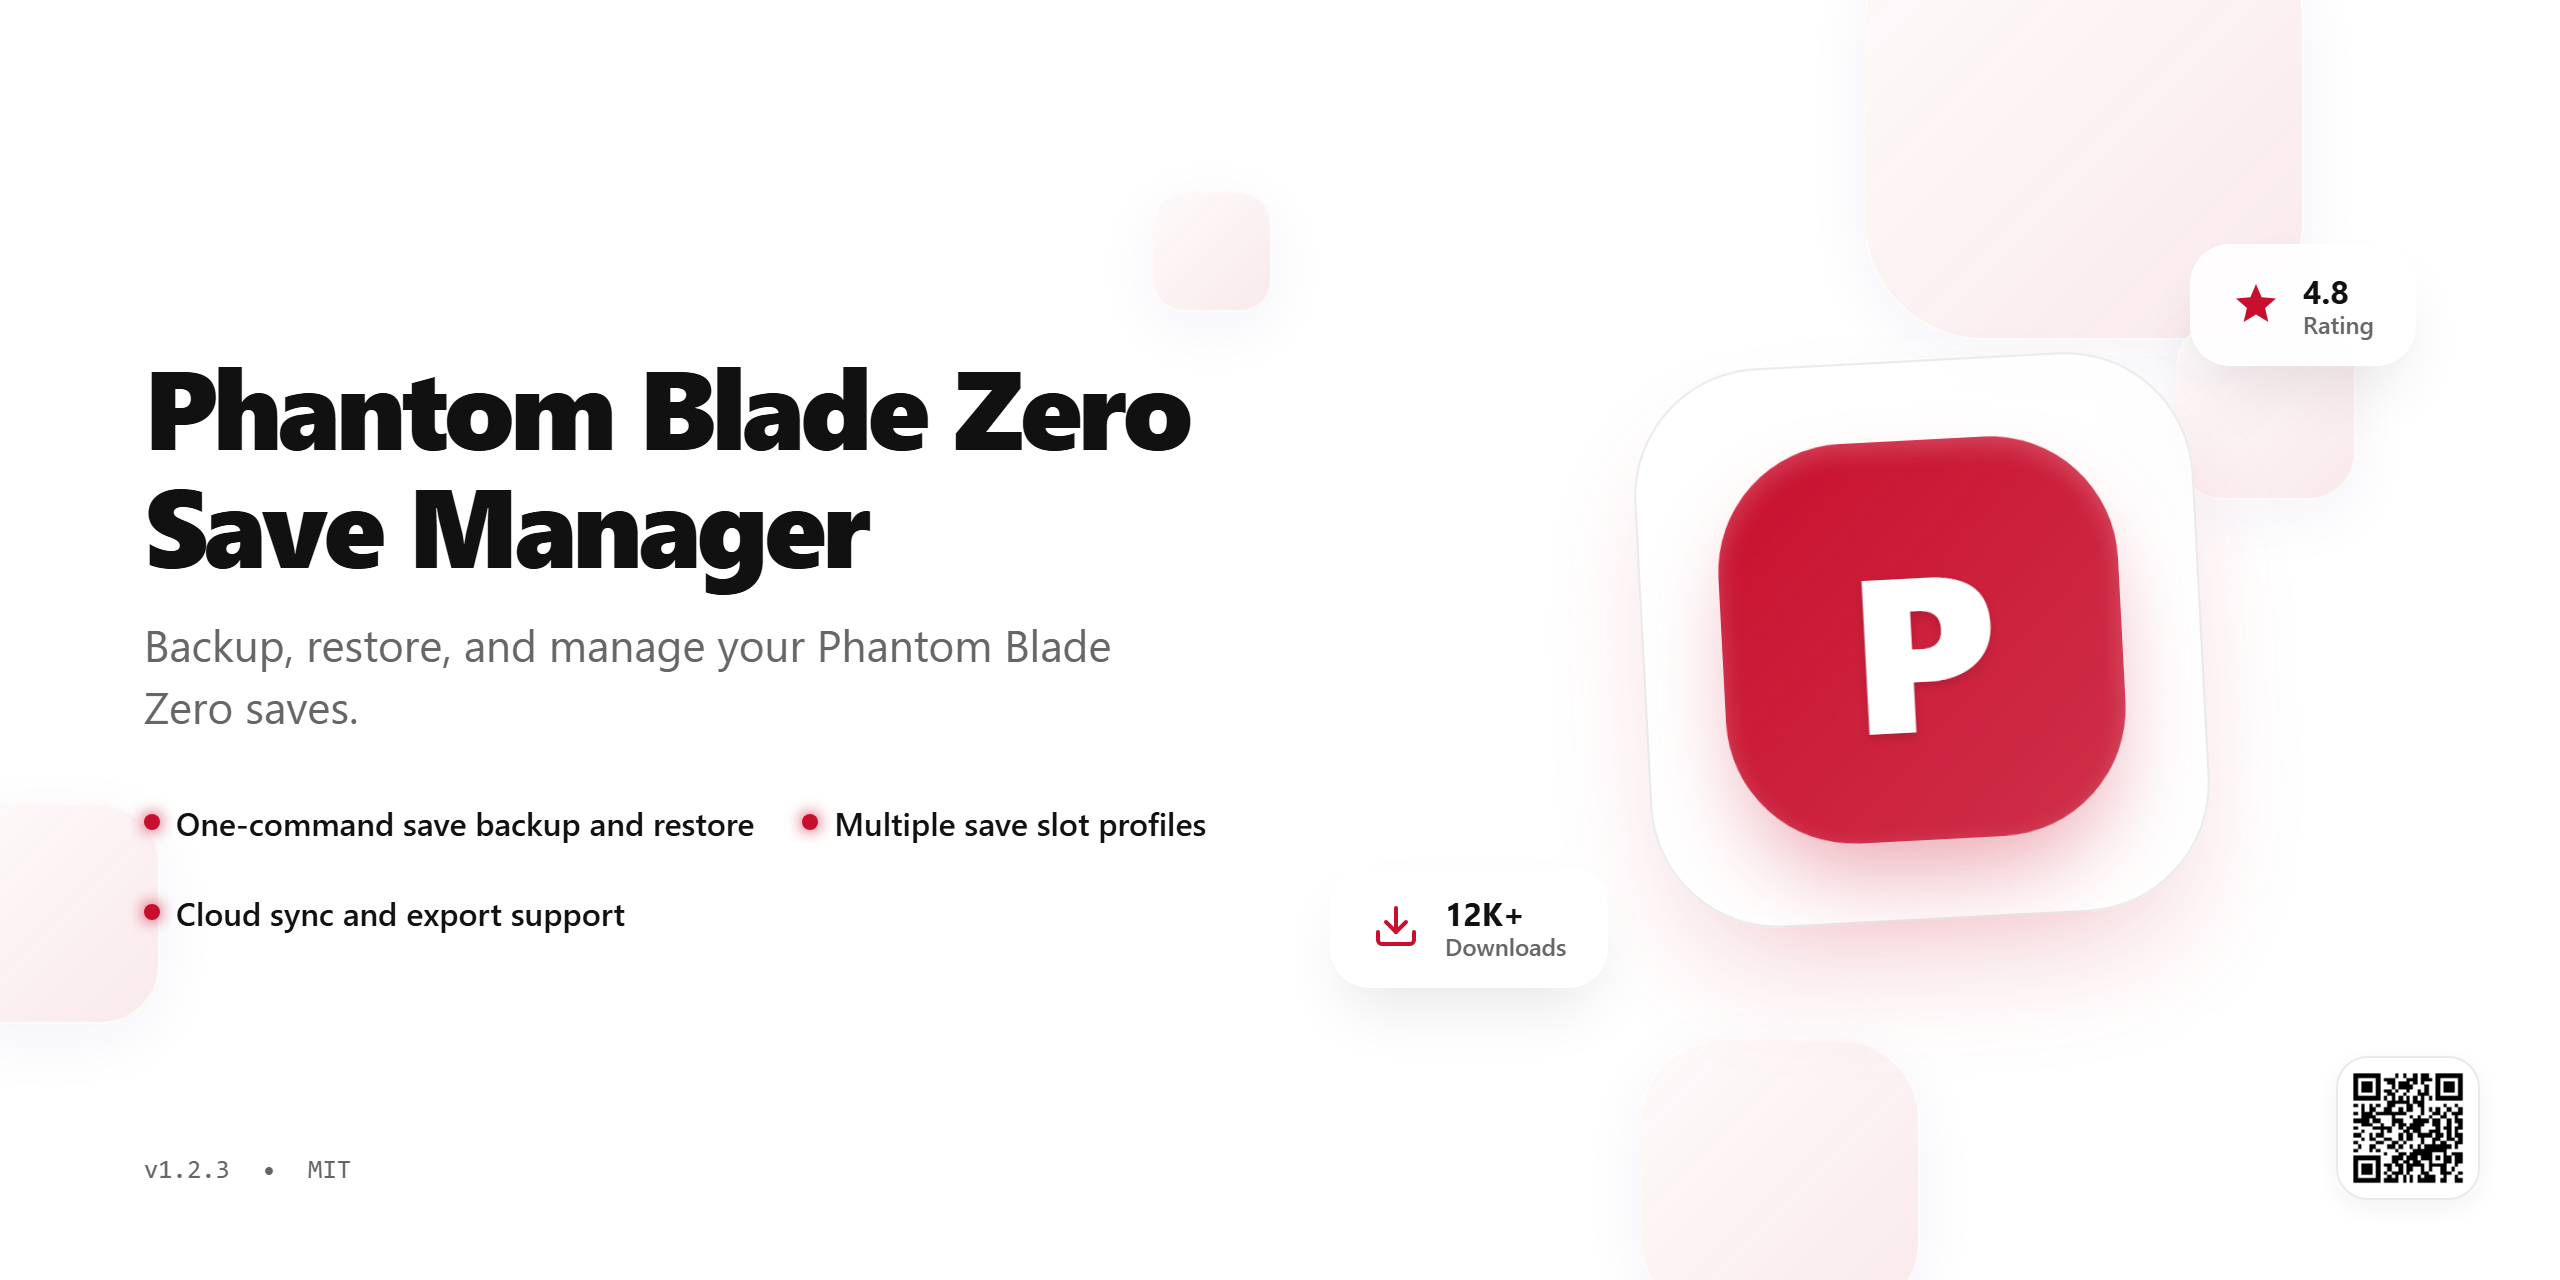 Phantom Blade Zero
Save Manager
Backup, restore, and manage your Phantom Blade
Zero saves.
One-command save backup and restore
Multiple save slot profiles
Cloud sync and export support
v1.2.3 • MIT
4.8
Rating
P
12K+
Downloads